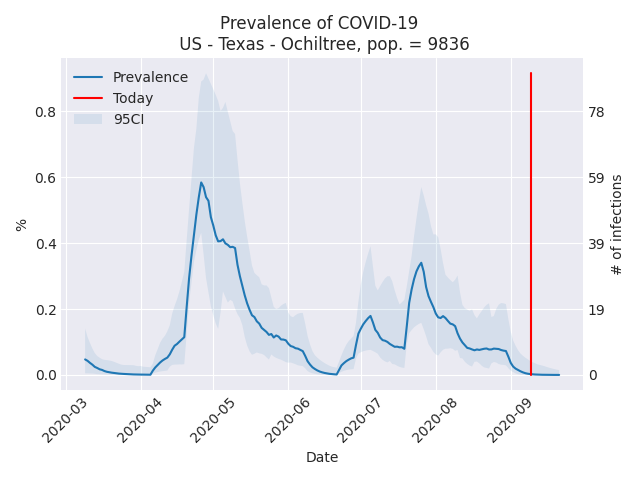 Prevalence of COVID-19
US - Texas - Ochiltree, pop. = 9836
Prevalence
Today
95CI
0.8
0.6
0.4
0.2
0.0
%
78
59
39
19
0
# of infections
2020-03
2020-04
2020-05
2020-06
2020-07
2020-08
2020-09
Date